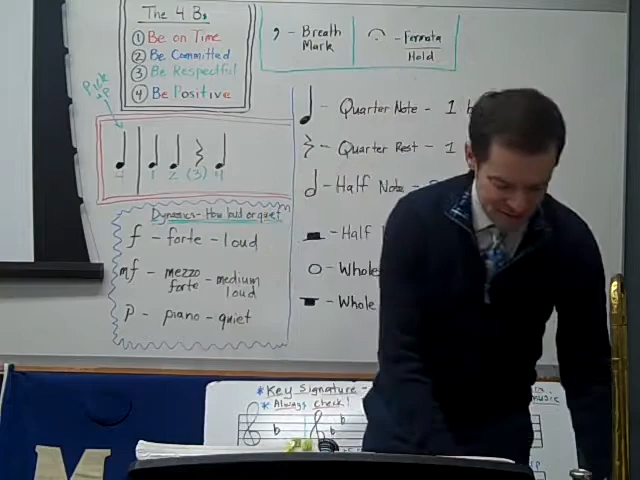 The 4 Bs
① Be on Time
② Be Committed
③ Be Respectful
④ Be Positive
, - Breath
Mark
Fermata
Hold
Pick
up
4 1 2 (3) 4
Dynamics - How loud or quiet
f - forte - loud
mf - mezzo
forte - medium
loud
P - piano - quiet
Quarter Note - 1
Quarter Rest - 1
Half Note -
- Half
- Whole
- Whole
*Key Signature -
*Always check!
music